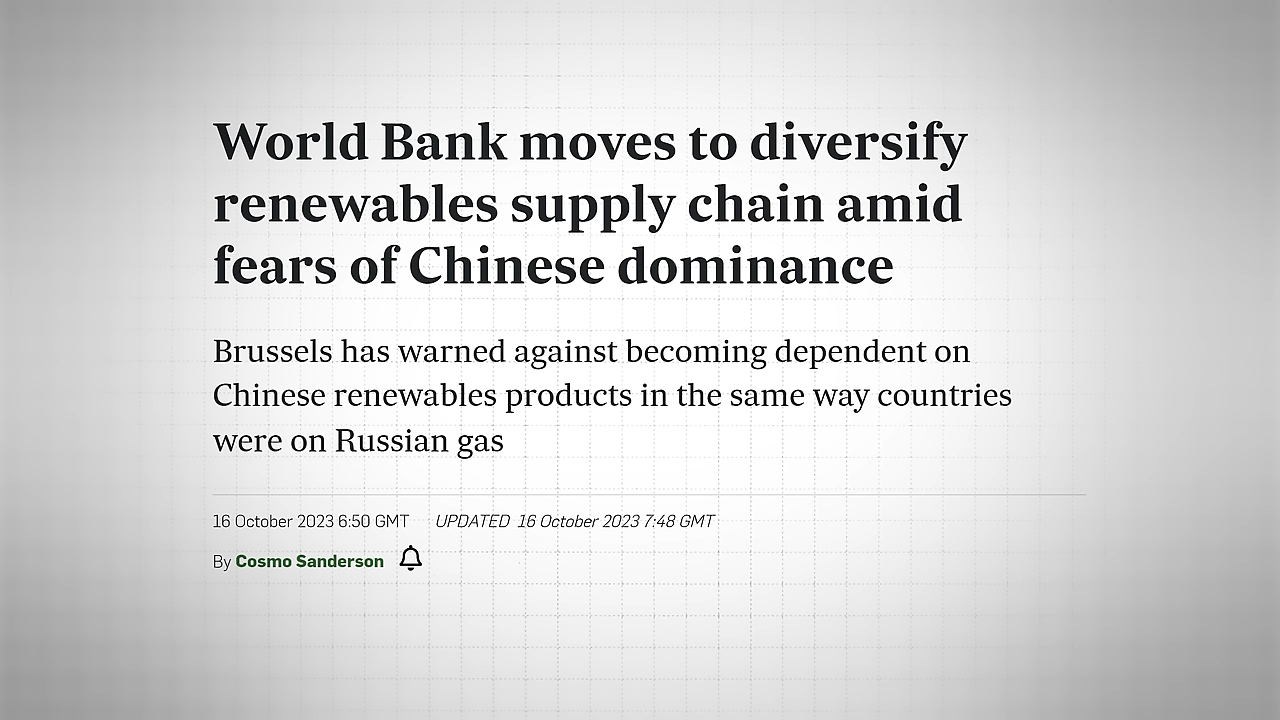 World Bank moves to diversify
renewables supply chain amid
fears of Chinese dominance
Brussels has warned against becoming dependent on
Chinese renewables products in the same way countries
were on Russian gas
16 October 2023 6:50 GMT UPDATED 16 October 2023 7:48 GMT
By Cosmo Sanderson